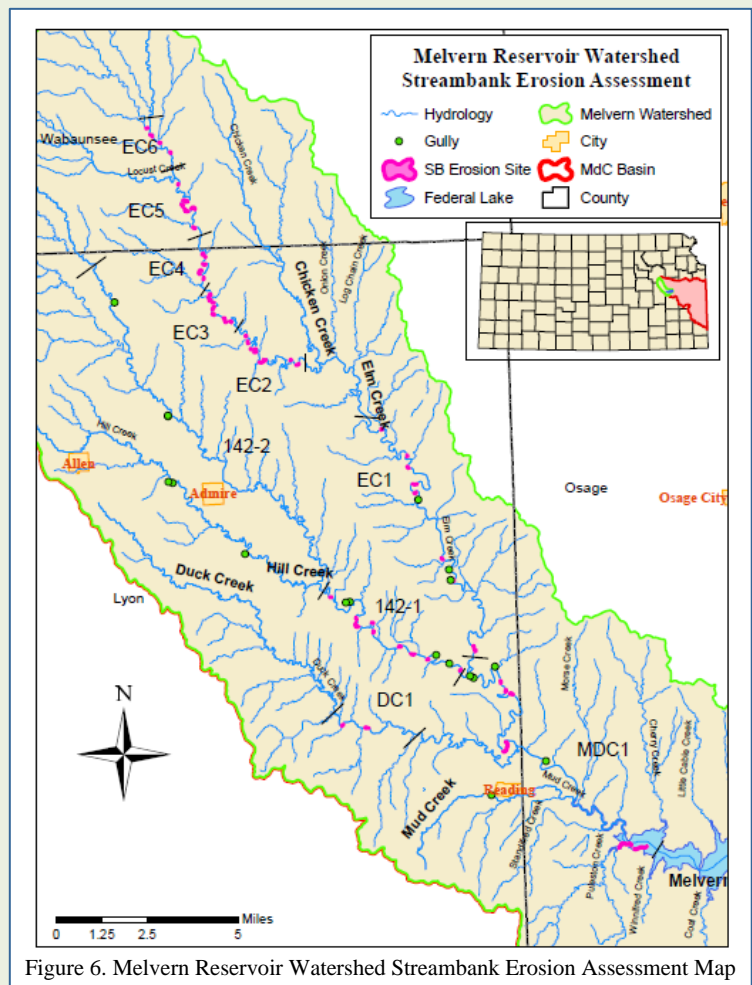 Melvern Reservoir Watershed
Streambank Erosion Assessment
Hydrology
Melvern Watershed
Gully
City
SB Erosion Site
MdC Basin
Federal Lake
County
Wabaunsee
EC6
Locust Creek
Chicken Creek
EC5
EC4
Chicken Creek
Onion Creek
Log Chain Creek
EC3
EC2
Elm Creek
Hill Creek
142-2
Allen
Admire
EC1
Osage
Osage City
Elm Creek
Duck Creek
Hill Creek
Lyon
142-1
Duck Creek
N
DC1
Morse Creek
MDC1
Cherry Creek
Little Cable Creek
Mud Creek
Reading
Mud Creek
Standifield Creek
Puleston Creek
Winnifred Creek
Melvern
Coal Creek
Miles
0 1.25 2.5 5
Figure 6. Melvern Reservoir Watershed Streambank Erosion Assessment Map